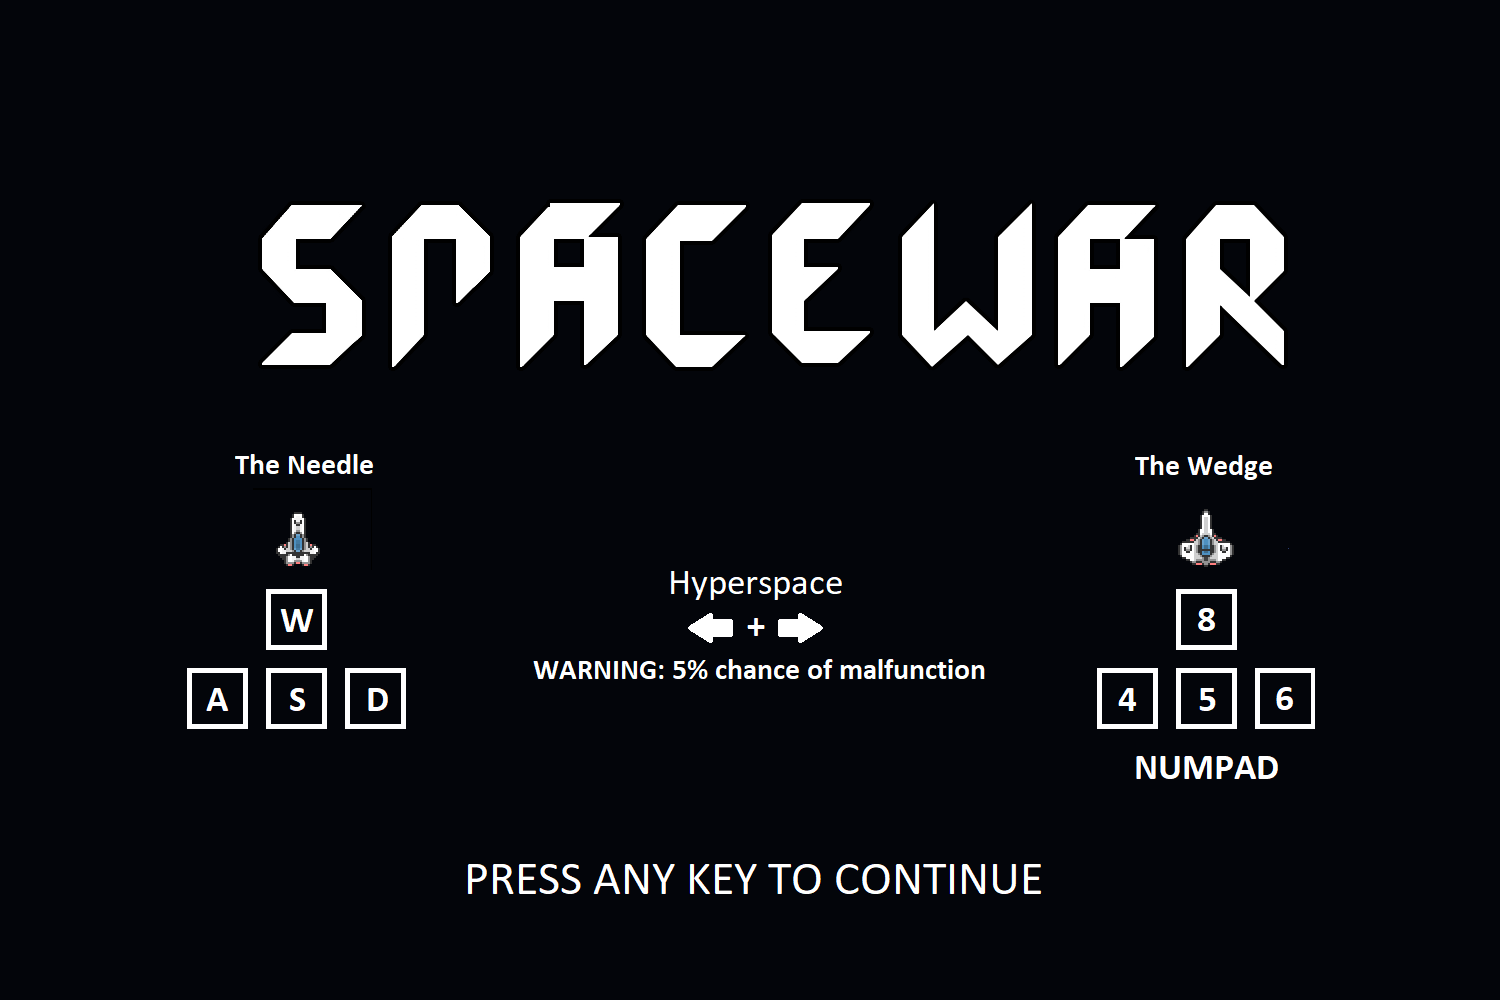 SPACEWAR
The Needle
The Wedge
W
A S D
Hyperspace
+
WARNING: 5% chance of malfunction
8
4 5 6
NUMPAD
PRESS ANY KEY TO CONTINUE